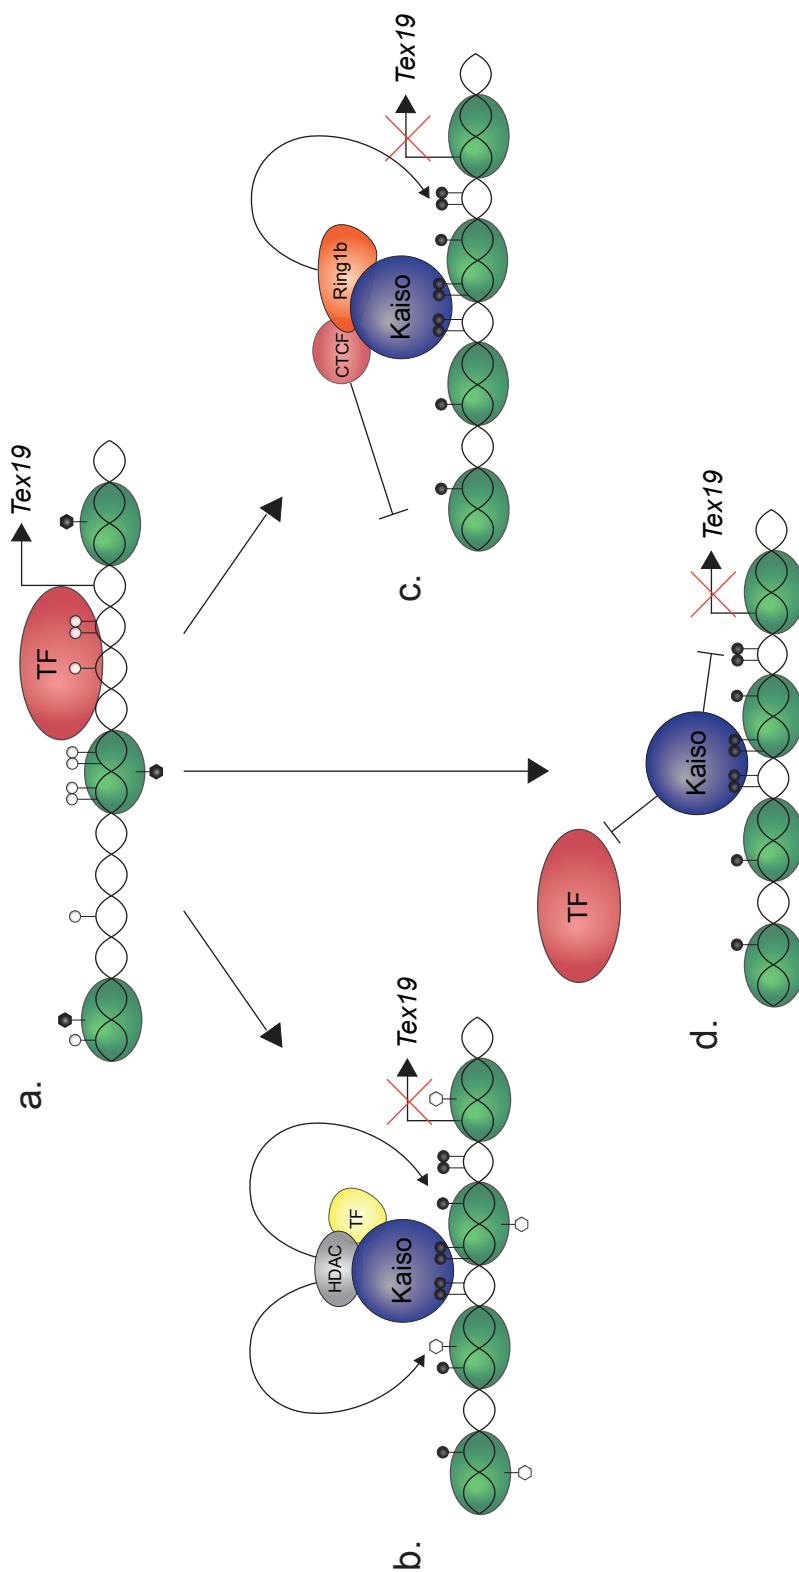 a.
TF
Tex19
b.
HDAC
TF
Kaiso
Tex19
c.
CTCF
Ring1b
Kaiso
Tex19
d.
TF
Kaiso
Tex19